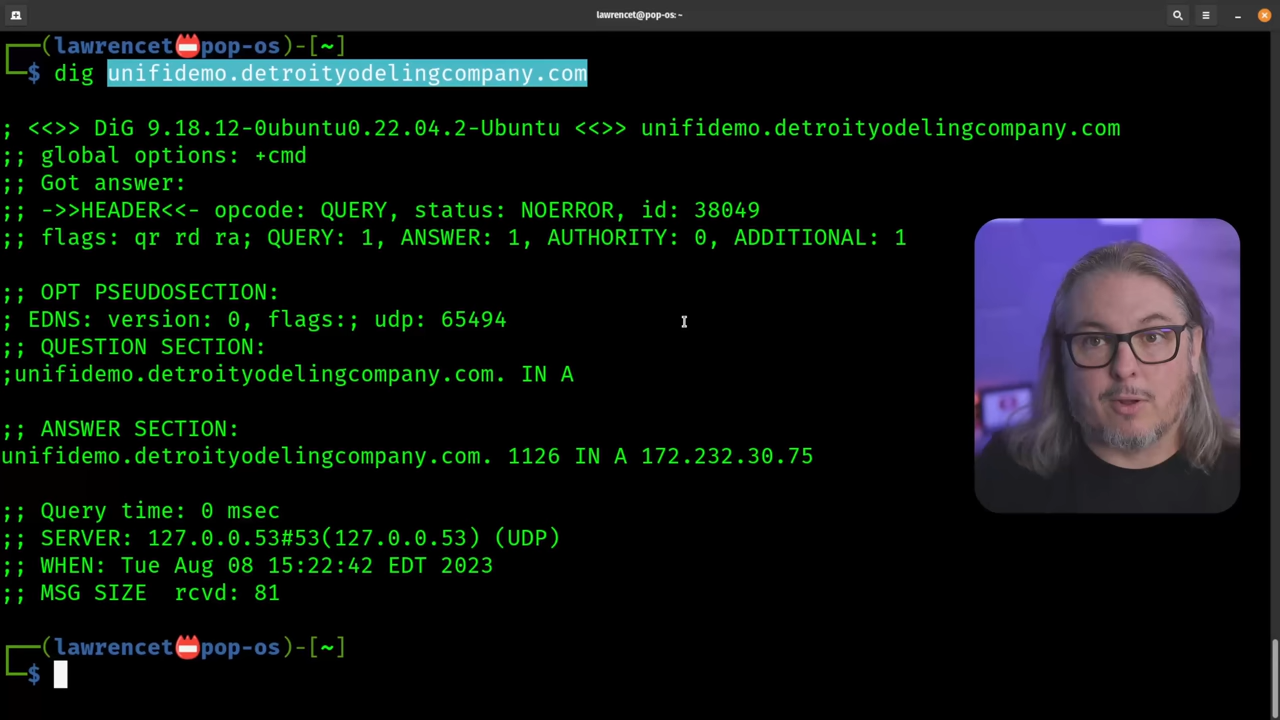 lawrencet@pop-os: ~
┌──(lawrencet📛pop-os)-[~]
└─$ dig unifidemo.detroityodelingcompany.com
; <<>> DiG 9.18.12-0ubuntu0.22.04.2-Ubuntu <<>> unifidemo.detroityodelingcompany.com
;; global options: +cmd
;; Got answer:
;; ->>HEADER<<- opcode: QUERY, status: NOERROR, id: 38049
;; flags: qr rd ra; QUERY: 1, ANSWER: 1, AUTHORITY: 0, ADDITIONAL: 1
;; OPT PSEUDOSECTION:
; EDNS: version: 0, flags:; udp: 65494
;; QUESTION SECTION:
;unifidemo.detroityodelingcompany.com. IN A
;; ANSWER SECTION:
unifidemo.detroityodelingcompany.com. 1126 IN A 172.232.30.75
;; Query time: 0 msec
;; SERVER: 127.0.0.53#53(127.0.0.53) (UDP)
;; WHEN: Tue Aug 08 15:22:42 EDT 2023
;; MSG SIZE  rcvd: 81
┌──(lawrencet📛pop-os)-[~]
└─$